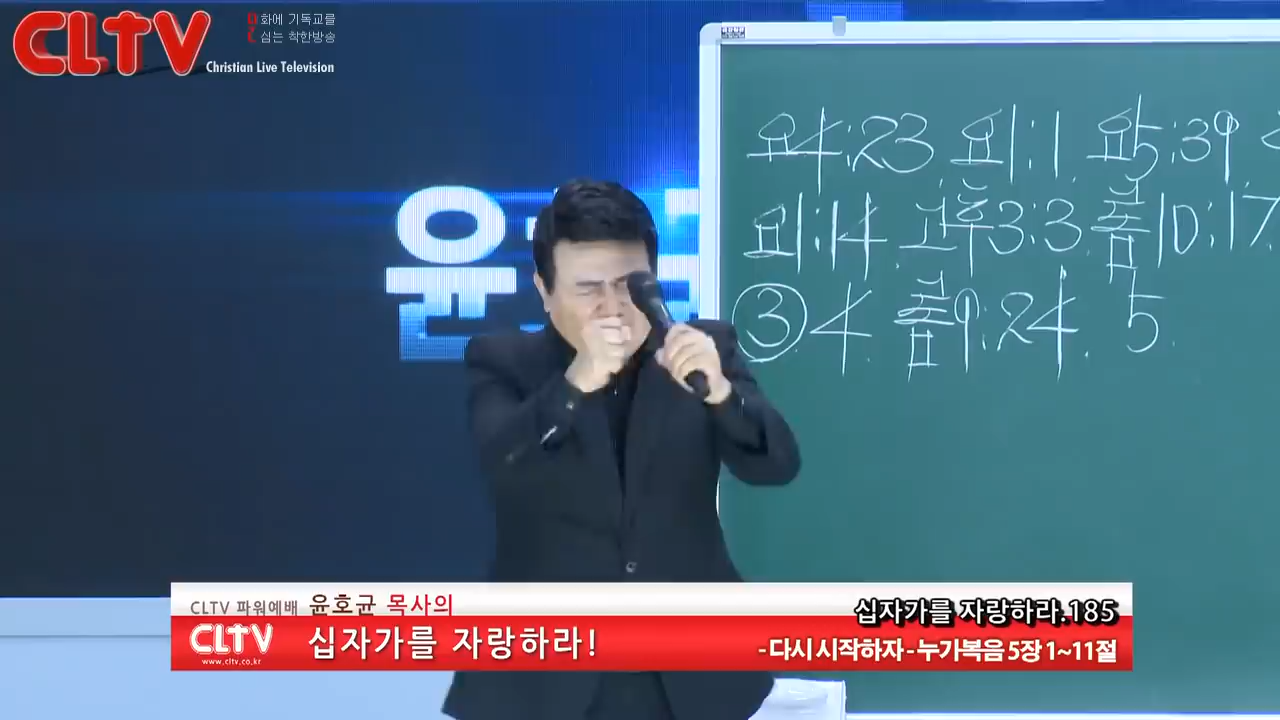 CLTV
화에 기독교를
심는 착한방송
Christian Live Television
윤
요4:23 요1:1 요5:39
요1:14 고후3:3 출10:17
③4 출9:24 5
CLTV 파워예배 윤호균 목사의
십자가를 자랑하라.185
CLTV
www.cltv.co.kr
십자가를 자랑하라!
-다시 시작하자-누가복음 5장 1~11절